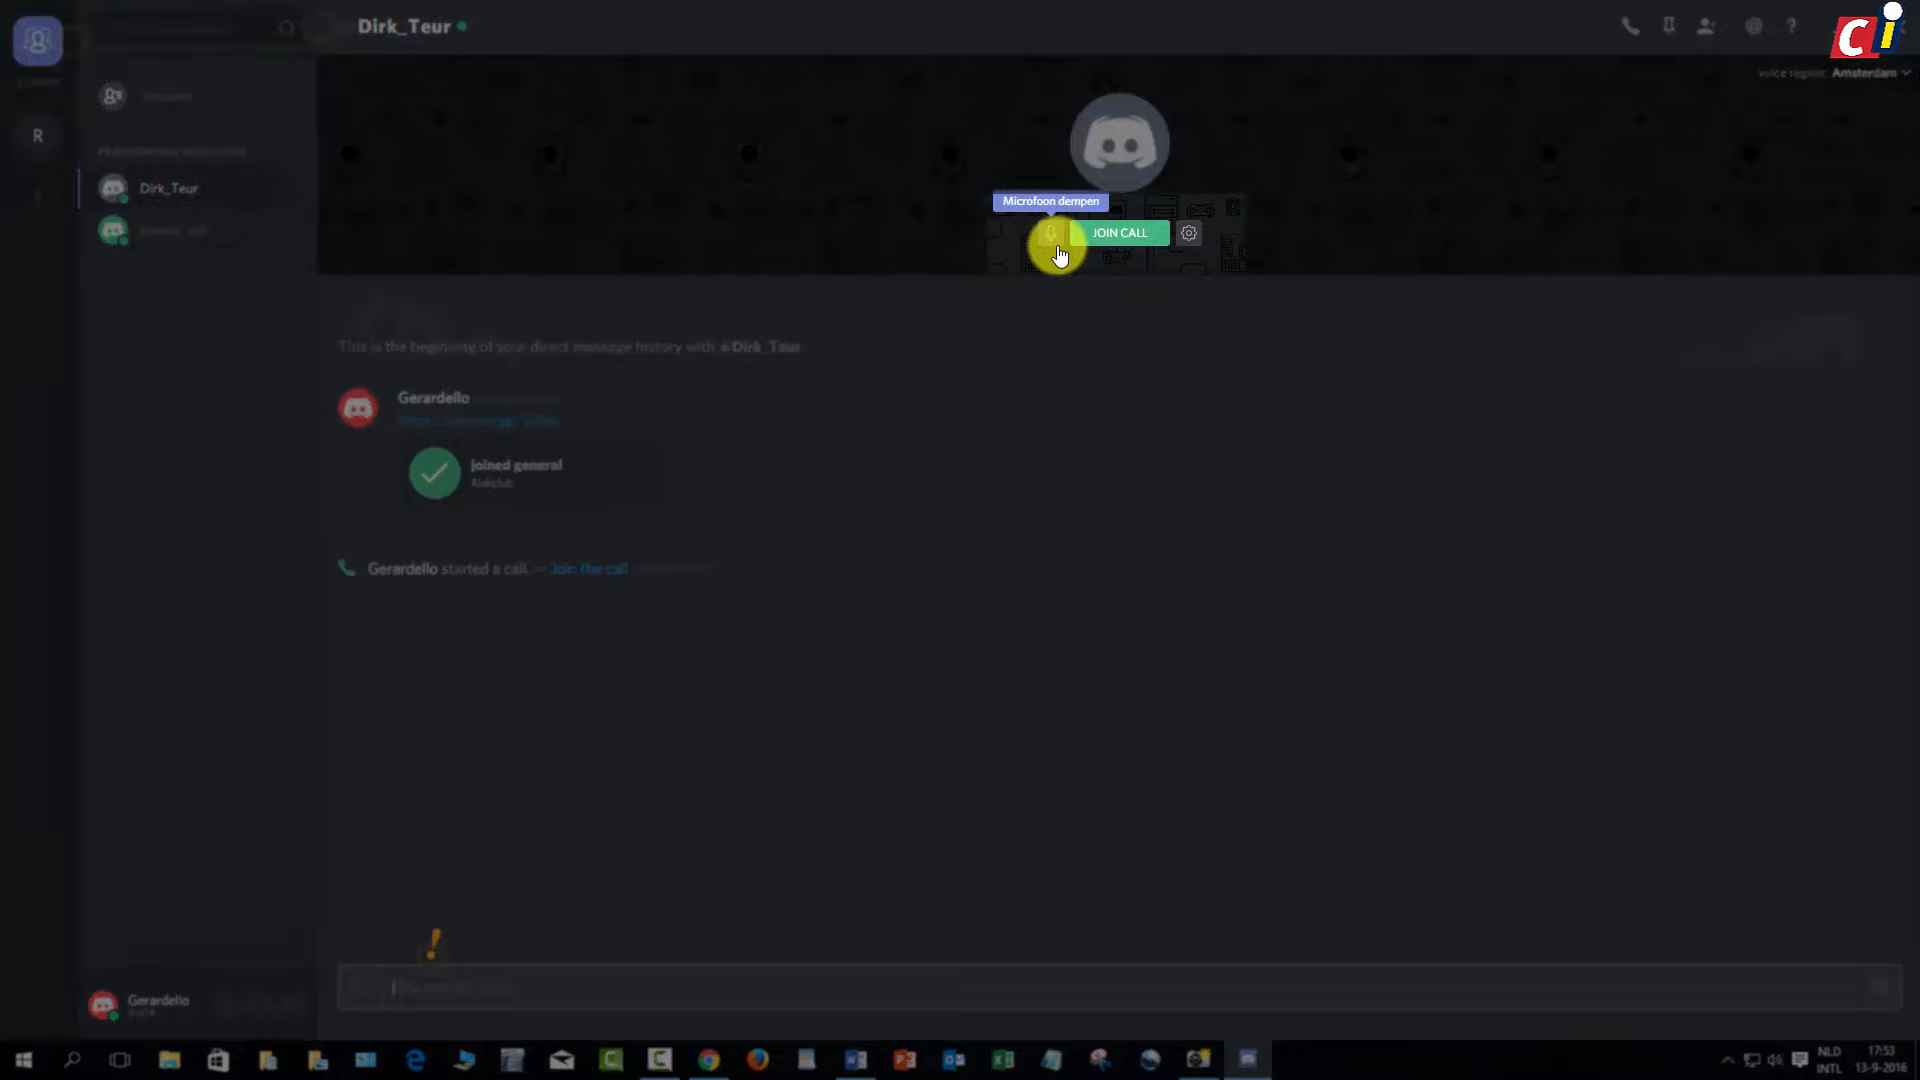 Dirk_Teur
Ci
voice region: Amsterdam
R
Dirk_Teur
Microfoon dempen
JOIN CALL
This is the beginning of your direct message history with @Dirk_Teur
Gerardello
joined general
Gerardello started a call. — Join the call
Gerardello
NLD
INTL
17:53
13-9-2016